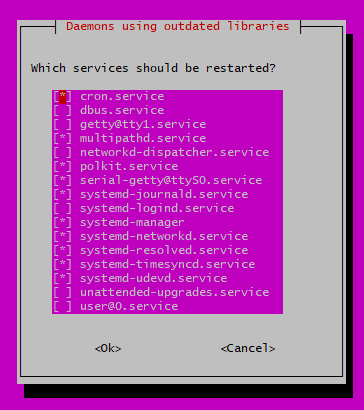 Daemons using outdated libraries
Which services should be restarted?
[*] cron.service
[ ] dbus.service
[ ] getty@tty1.service
[*] multipathd.service
[ ] networkd-dispatcher.service
[*] polkit.service
[*] serial-getty@ttyS0.service
[*] systemd-journald.service
[ ] systemd-logind.service
[*] systemd-manager
[*] systemd-networkd.service
[*] systemd-resolved.service
[*] systemd-timesyncd.service
[*] systemd-udevd.service
[ ] unattended-upgrades.service
[ ] user@0.service
<Ok> <Cancel>